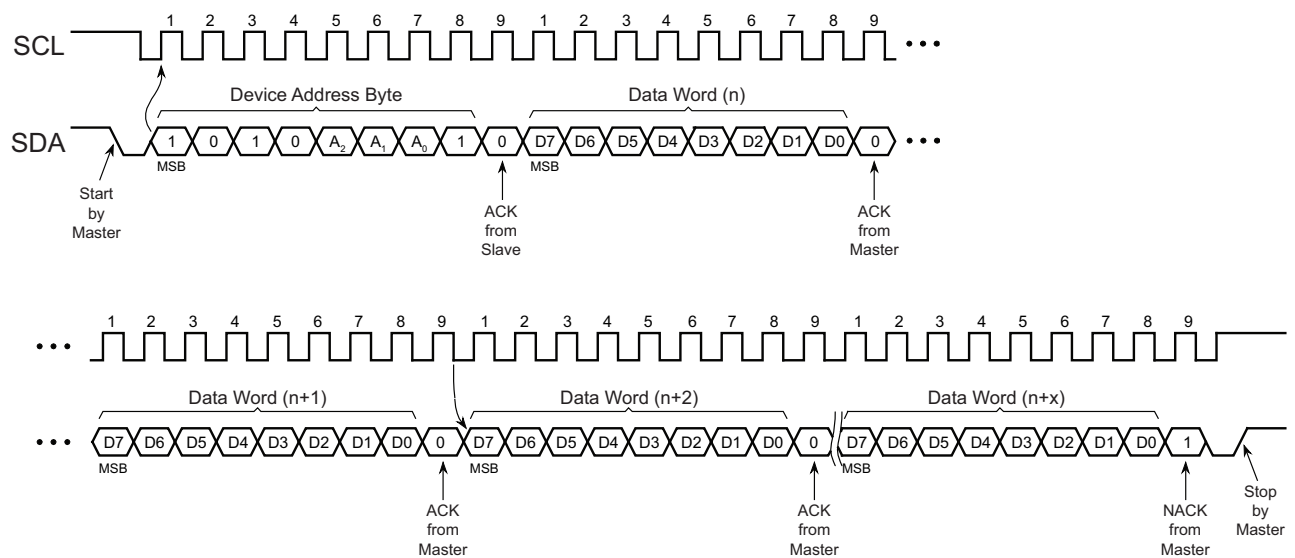 1 2 3 4 5 6 7 8 9 1 2 3 4 5 6 7 8 9
SCL
Device Address Byte Data Word (n)
SDA 1 0 1 0 A₂ A₁ A₀ 1 0 D7 D6 D5 D4 D3 D2 D1 D0 0
MSB MSB
Start
by
Master
ACK
from
Slave
ACK
from
Master
1 2 3 4 5 6 7 8 9 1 2 3 4 5 6 7 8 9 1 2 3 4 5 6 7 8 9
Data Word (n+1) Data Word (n+2) Data Word (n+x)
D7 D6 D5 D4 D3 D2 D1 D0 0 D7 D6 D5 D4 D3 D2 D1 D0 0 D7 D6 D5 D4 D3 D2 D1 D0 1
MSB MSB MSB
ACK
from
Master
ACK
from
Master
NACK
from
Master
Stop
by
Master